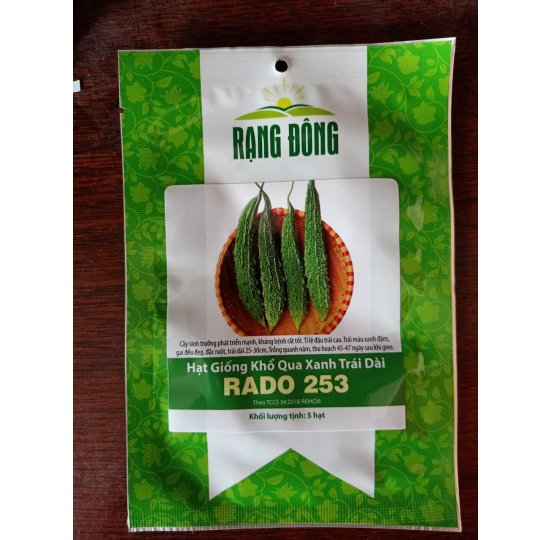 RẠNG ĐÔNG
Cây sinh trưởng phát triển mạnh, kháng bệnh rất tốt. Tỉ lệ đậu trái cao. Trái màu xanh đậm,
gai đều đẹp, đặc ruột, trái dài 25-30cm, Trồng quanh năm, thu hoạch 45-47 ngày sau khi gieo.
Hạt Giống Khổ Qua Xanh Trái Dài
RADO 253
Theo TCCS 34:2018/RĐHCM
Khối lượng tịnh: 5 hạt